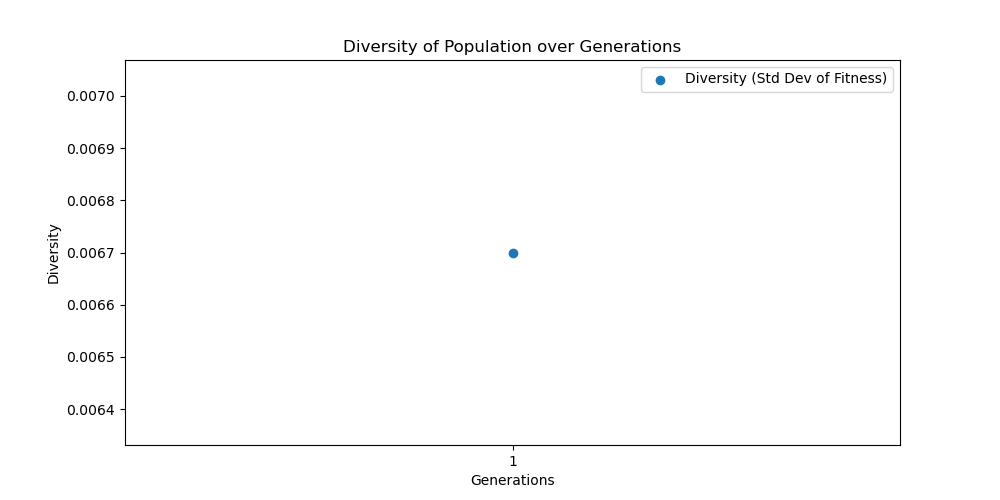 Diversity of Population over Generations
Diversity (Std Dev of Fitness)
0.0070
0.0069
0.0068
0.0067
0.0066
0.0065
0.0064
Diversity
1
Generations